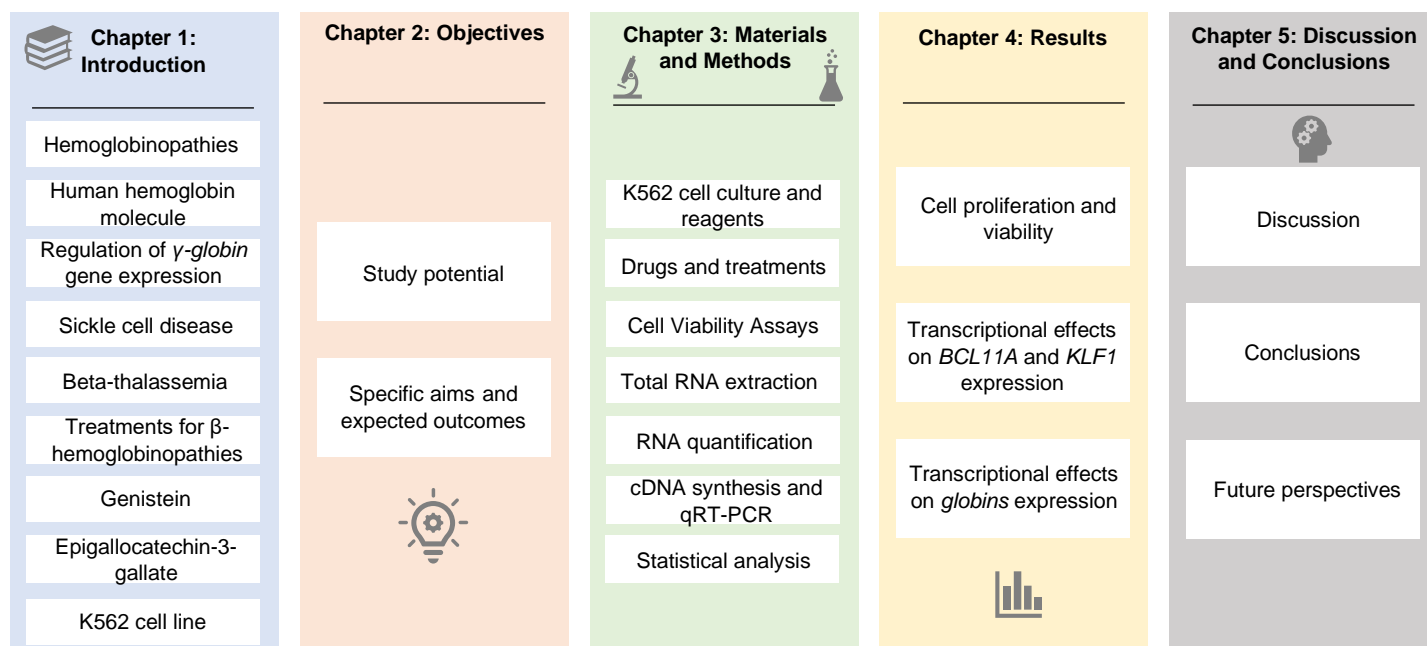 Chapter 1:
Introduction
Hemoglobinopathies
Human hemoglobin
molecule
Regulation of γ-globin
gene expression
Sickle cell disease
Beta-thalassemia
Treatments for β-
hemoglobinopathies
Genistein
Epigallocatechin-3-
gallate
K562 cell line
Chapter 2: Objectives
Study potential
Specific aims and
expected outcomes
Chapter 3: Materials
and Methods
K562 cell culture and
reagents
Drugs and treatments
Cell Viability Assays
Total RNA extraction
RNA quantification
cDNA synthesis and
qRT-PCR
Statistical analysis
Chapter 4: Results
Cell proliferation and
viability
Transcriptional effects
on BCL11A and KLF1
expression
Transcriptional effects
on globins expression
Chapter 5: Discussion
and Conclusions
Discussion
Conclusions
Future perspectives